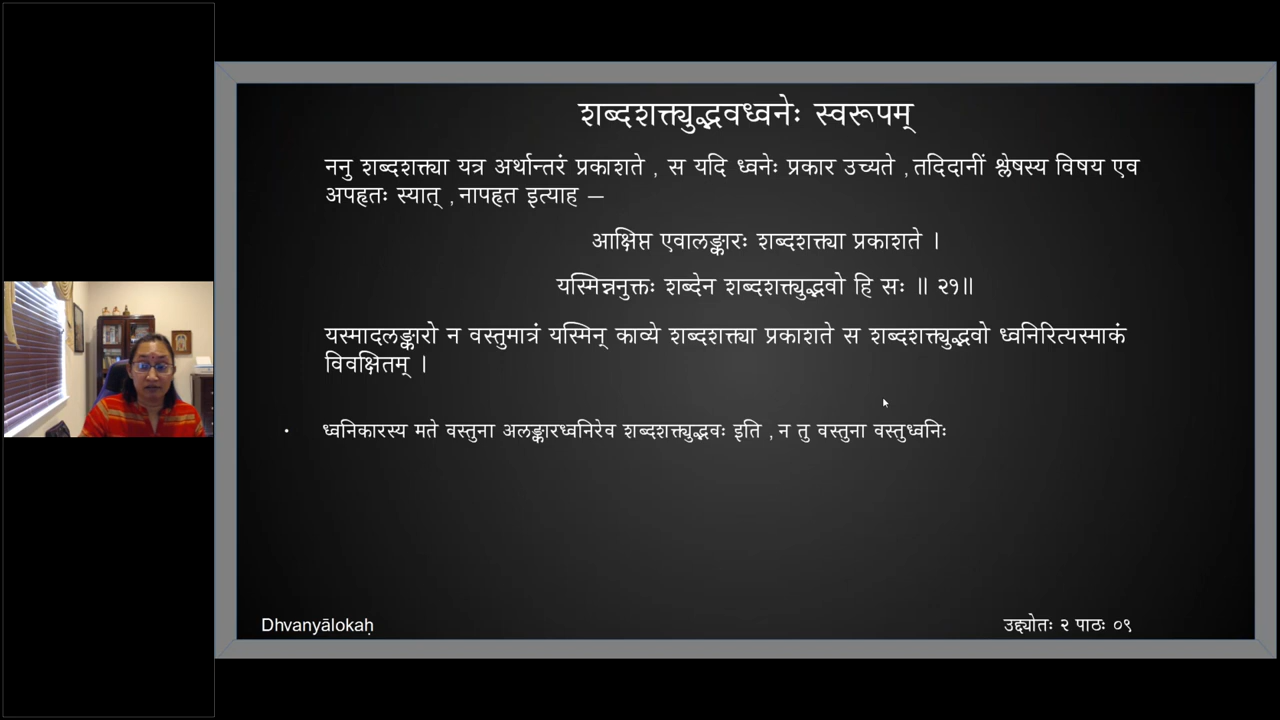 शब्दशक्त्युद्भवध्वनेः स्वरूपम्
ननु शब्दशक्त्या यत्र अर्थान्तरं प्रकाशते , स यदि ध्वनेः प्रकार उच्यते , तदिदानीं श्लेषस्य विषय एव
अपहृतः स्यात् , नापहृत इत्याह –
आक्षिप्त एवालङ्कारः शब्दशक्त्या प्रकाशते ।
यस्मिन्ननुक्तः शब्देन शब्दशक्त्युद्भवो हि सः ॥ २१॥
यस्मादलङ्कारो न वस्तुमात्रं यस्मिन् काव्ये शब्दशक्त्या प्रकाशते स शब्दशक्त्युद्भवो ध्वनिरित्यस्माकं
विवक्षितम् ।
• ध्वनिकारस्य मते वस्तुना अलङ्कारध्वनिरेव शब्दशक्त्युद्भवः इति , न तु वस्तुना वस्तुध्वनिः
Dhvanyālokaḥ
उद्द्योतः २ पाठः ०९